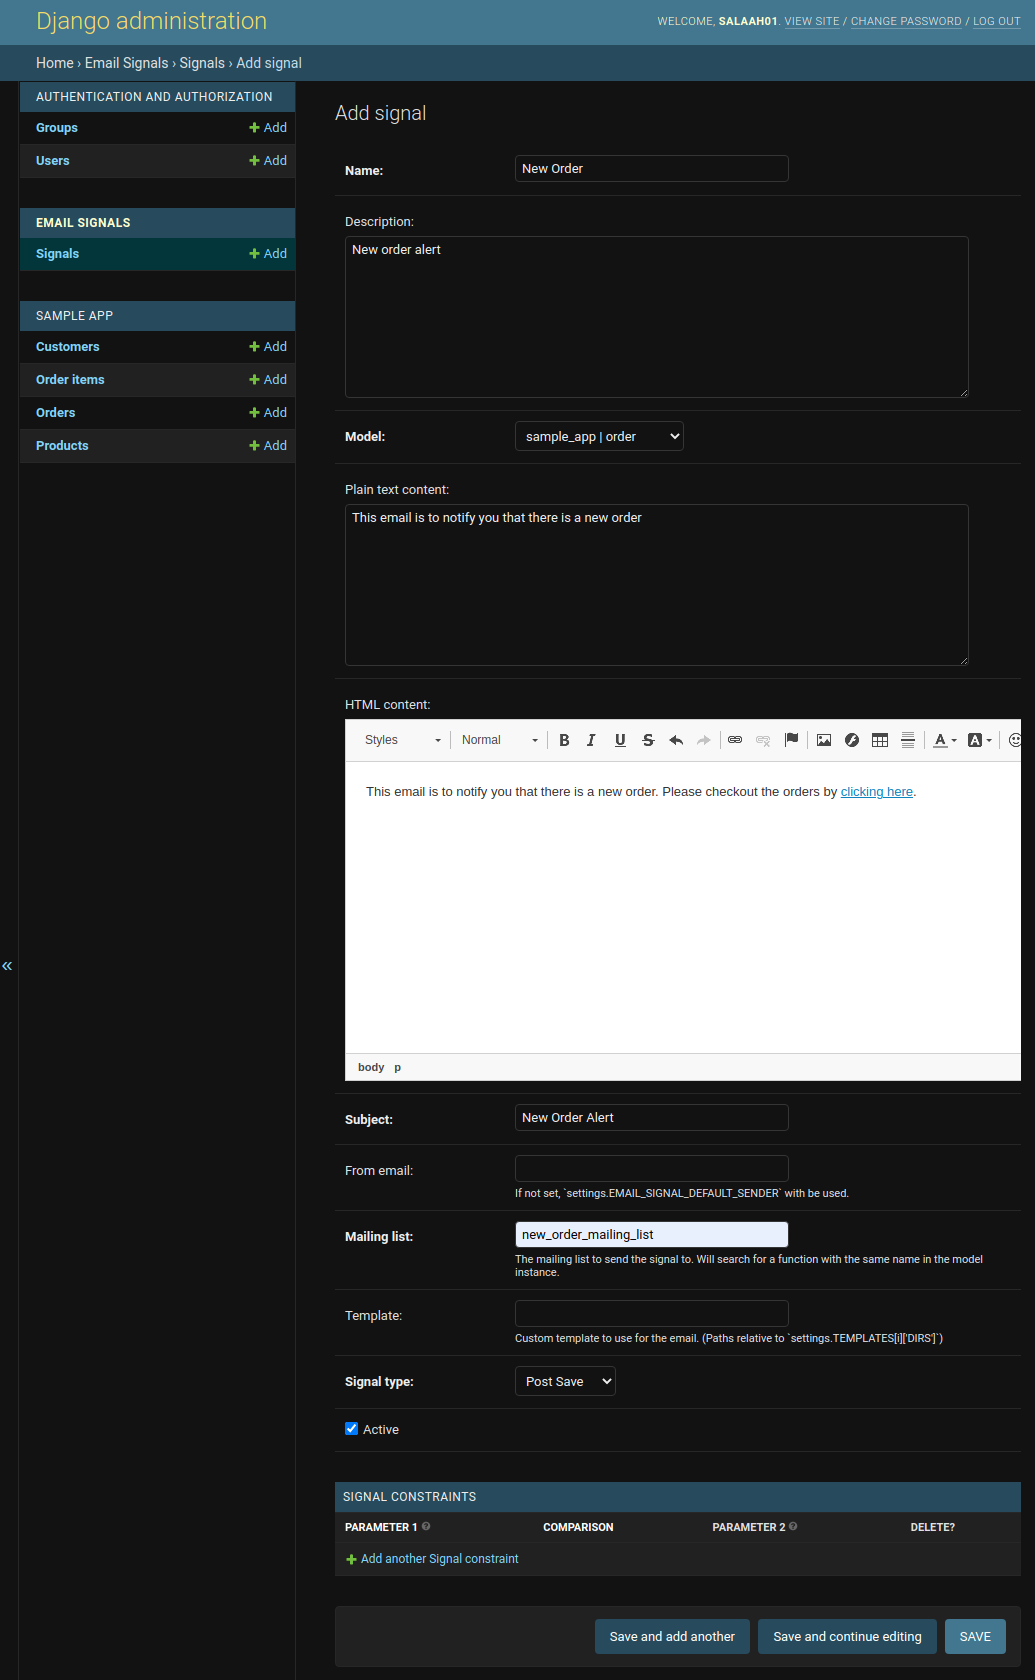 Django administration
WELCOME, SALAAH01. VIEW SITE / CHANGE PASSWORD / LOG OUT
Home › Email Signals › Signals › Add signal
AUTHENTICATION AND AUTHORIZATION
Groups Add
Users Add
EMAIL SIGNALS
Signals Add
SAMPLE APP
Customers Add
Order items Add
Orders Add
Products Add
«
Add signal
Name: New Order
Description:
New order alert
Model: sample_app | order
Plain text content:
This email is to notify you that there is a new order
HTML content:
Styles Normal B I U S A A
This email is to notify you that there is a new order. Please checkout the orders by clicking here.
body p
Subject: New Order Alert
From email:
If not set, `settings.EMAIL_SIGNAL_DEFAULT_SENDER` with be used.
Mailing list: new_order_mailing_list
The mailing list to send the signal to. Will search for a function with the same name in the model
instance.
Template:
Custom template to use for the email. (Paths relative to `settings.TEMPLATES[i]['DIRS']`)
Signal type: Post Save
Active
SIGNAL CONSTRAINTS
PARAMETER 1 ? COMPARISON PARAMETER 2 ? DELETE?
Add another Signal constraint
Save and add another Save and continue editing SAVE